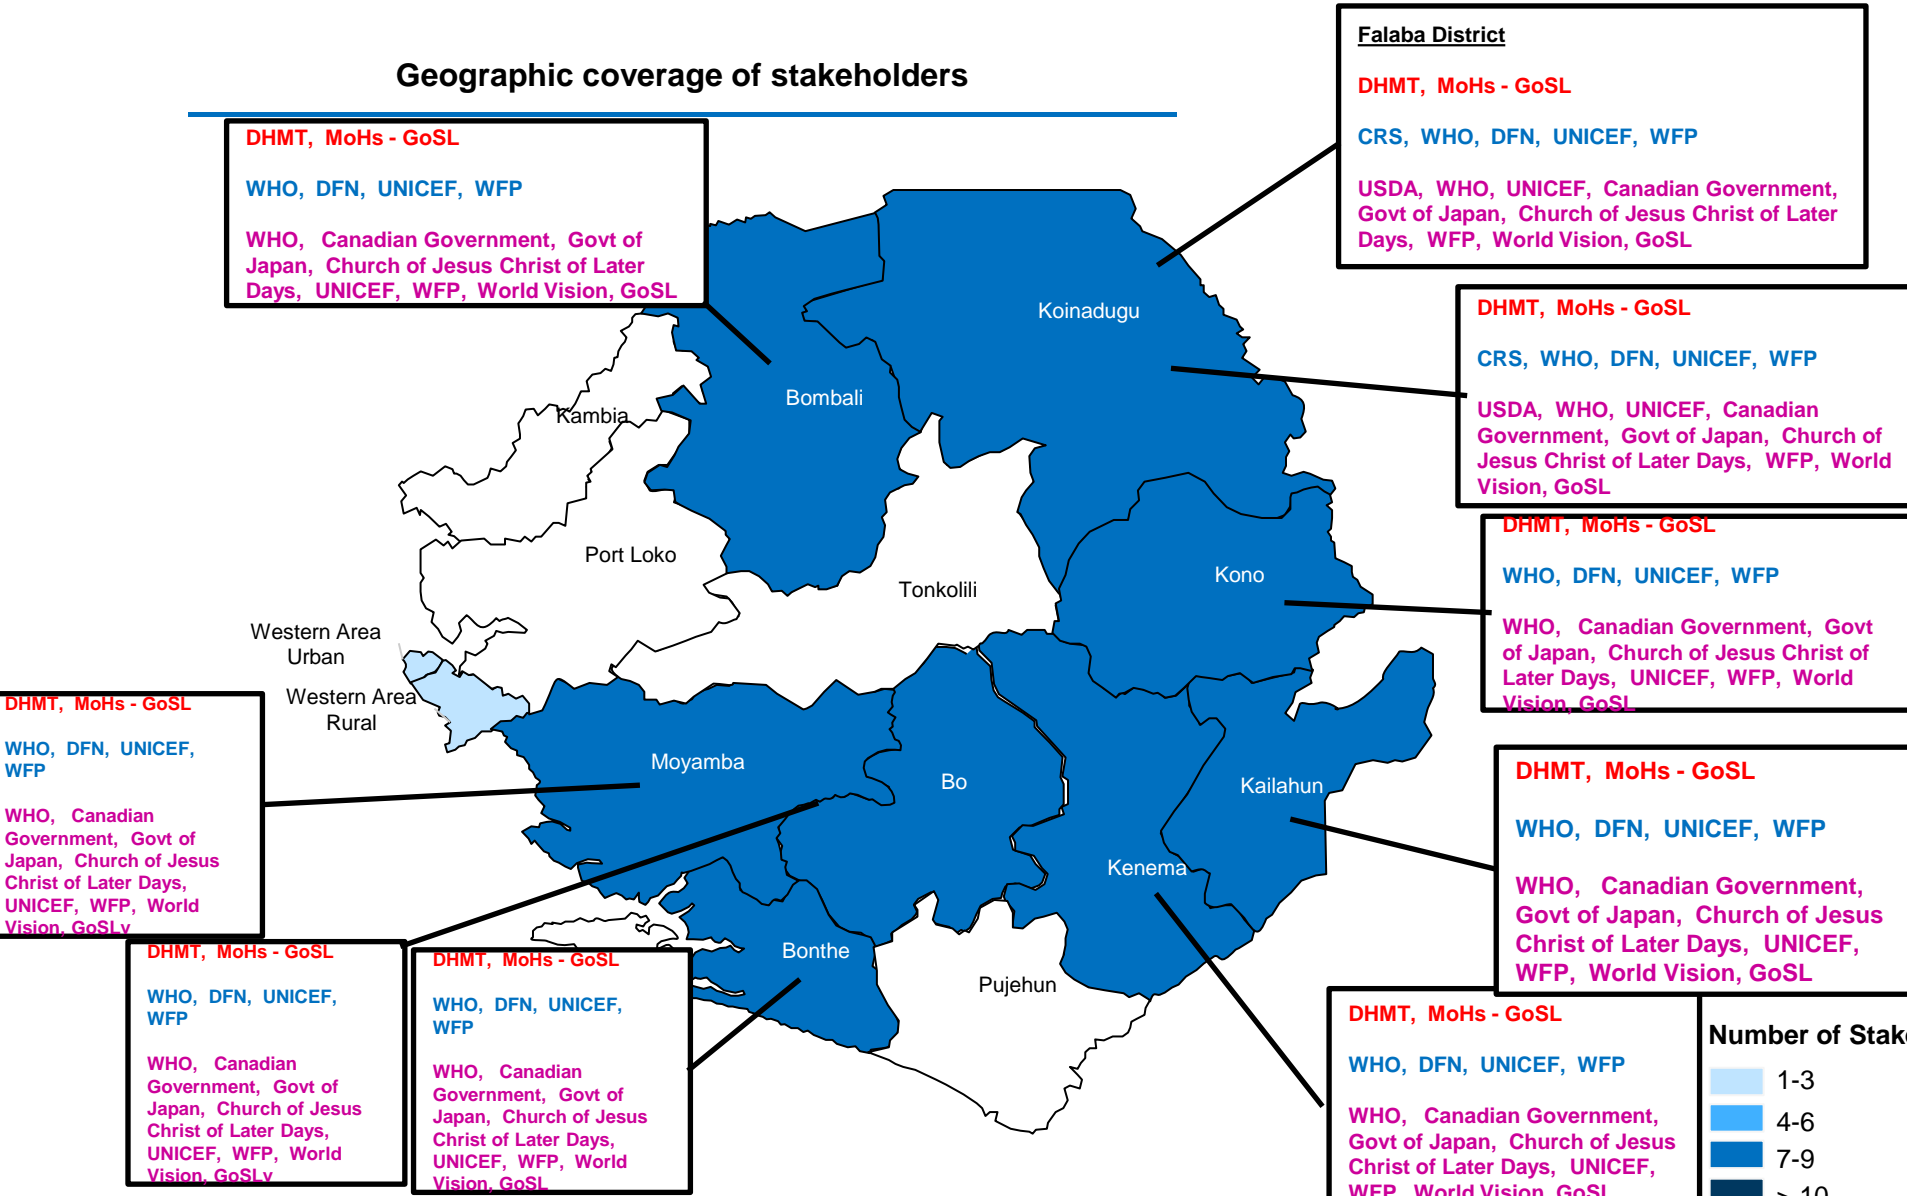 Geographic coverage of stakeholders
Falaba District
DHMT, MoHs - GoSL
CRS, WHO, DFN, UNICEF, WFP
USDA, WHO, UNICEF, Canadian Government,
Govt of Japan, Church of Jesus Christ of Later
Days, WFP, World Vision, GoSL
DHMT, MoHs - GoSL
WHO, DFN, UNICEF, WFP
WHO, Canadian Government, Govt of
Japan, Church of Jesus Christ of Later
Days, UNICEF, WFP, World Vision, GoSL
DHMT, MoHs - GoSL
CRS, WHO, DFN, UNICEF, WFP
USDA, WHO, UNICEF, Canadian
Government, Govt of Japan, Church of
Jesus Christ of Later Days, WFP, World
Vision, GoSL
Koinadugu
Bombali
Kambia
Port Loko
Tonkolili
Kono
DHMT, MoHs - GoSL
WHO, DFN, UNICEF, WFP
WHO, Canadian Government, Govt
of Japan, Church of Jesus Christ of
Later Days, UNICEF, WFP, World
Vision, GoSL
Western Area
Urban
Western Area
Rural
Moyamba
Bo
Kailahun
Kenema
Bonthe
Pujehun
DHMT, MoHs - GoSL
WHO, DFN, UNICEF,
WFP
WHO, Canadian
Government, Govt of
Japan, Church of Jesus
Christ of Later Days,
UNICEF, WFP, World
Vision, GoSLv
DHMT, MoHs - GoSL
WHO, DFN, UNICEF, WFP
WHO, Canadian Government,
Govt of Japan, Church of Jesus
Christ of Later Days, UNICEF,
WFP, World Vision, GoSL
DHMT, MoHs - GoSL
WHO, DFN, UNICEF,
WFP
WHO, Canadian
Government, Govt of
Japan, Church of Jesus
Christ of Later Days,
UNICEF, WFP, World
Vision, GoSLv
DHMT, MoHs - GoSL
WHO, DFN, UNICEF,
WFP
WHO, Canadian
Government, Govt of
Japan, Church of Jesus
Christ of Later Days,
UNICEF, WFP, World
Vision, GoSL
DHMT, MoHs - GoSL
WHO, DFN, UNICEF, WFP
WHO, Canadian Government,
Govt of Japan, Church of Jesus
Christ of Later Days, UNICEF,
WFP, World Vision, GoSL
Number of
1-3
4-6
7-9
> 10